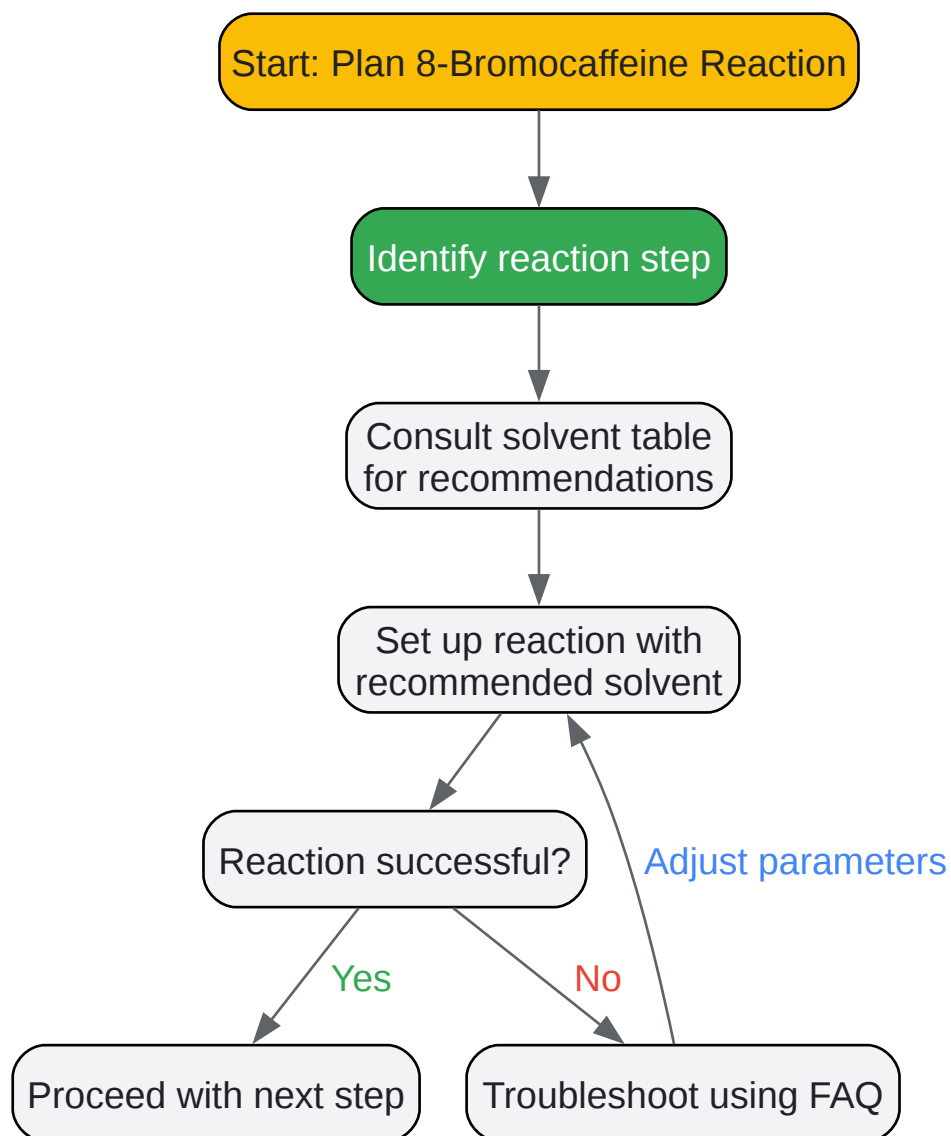 Start: Plan 8-Bromocaffeine Reaction
Identify reaction step
Consult solvent table
for recommendations
Set up reaction with
recommended solvent
Reaction successful?
Adjust parameters
Yes
No
Proceed with next step
Troubleshoot using FAQ